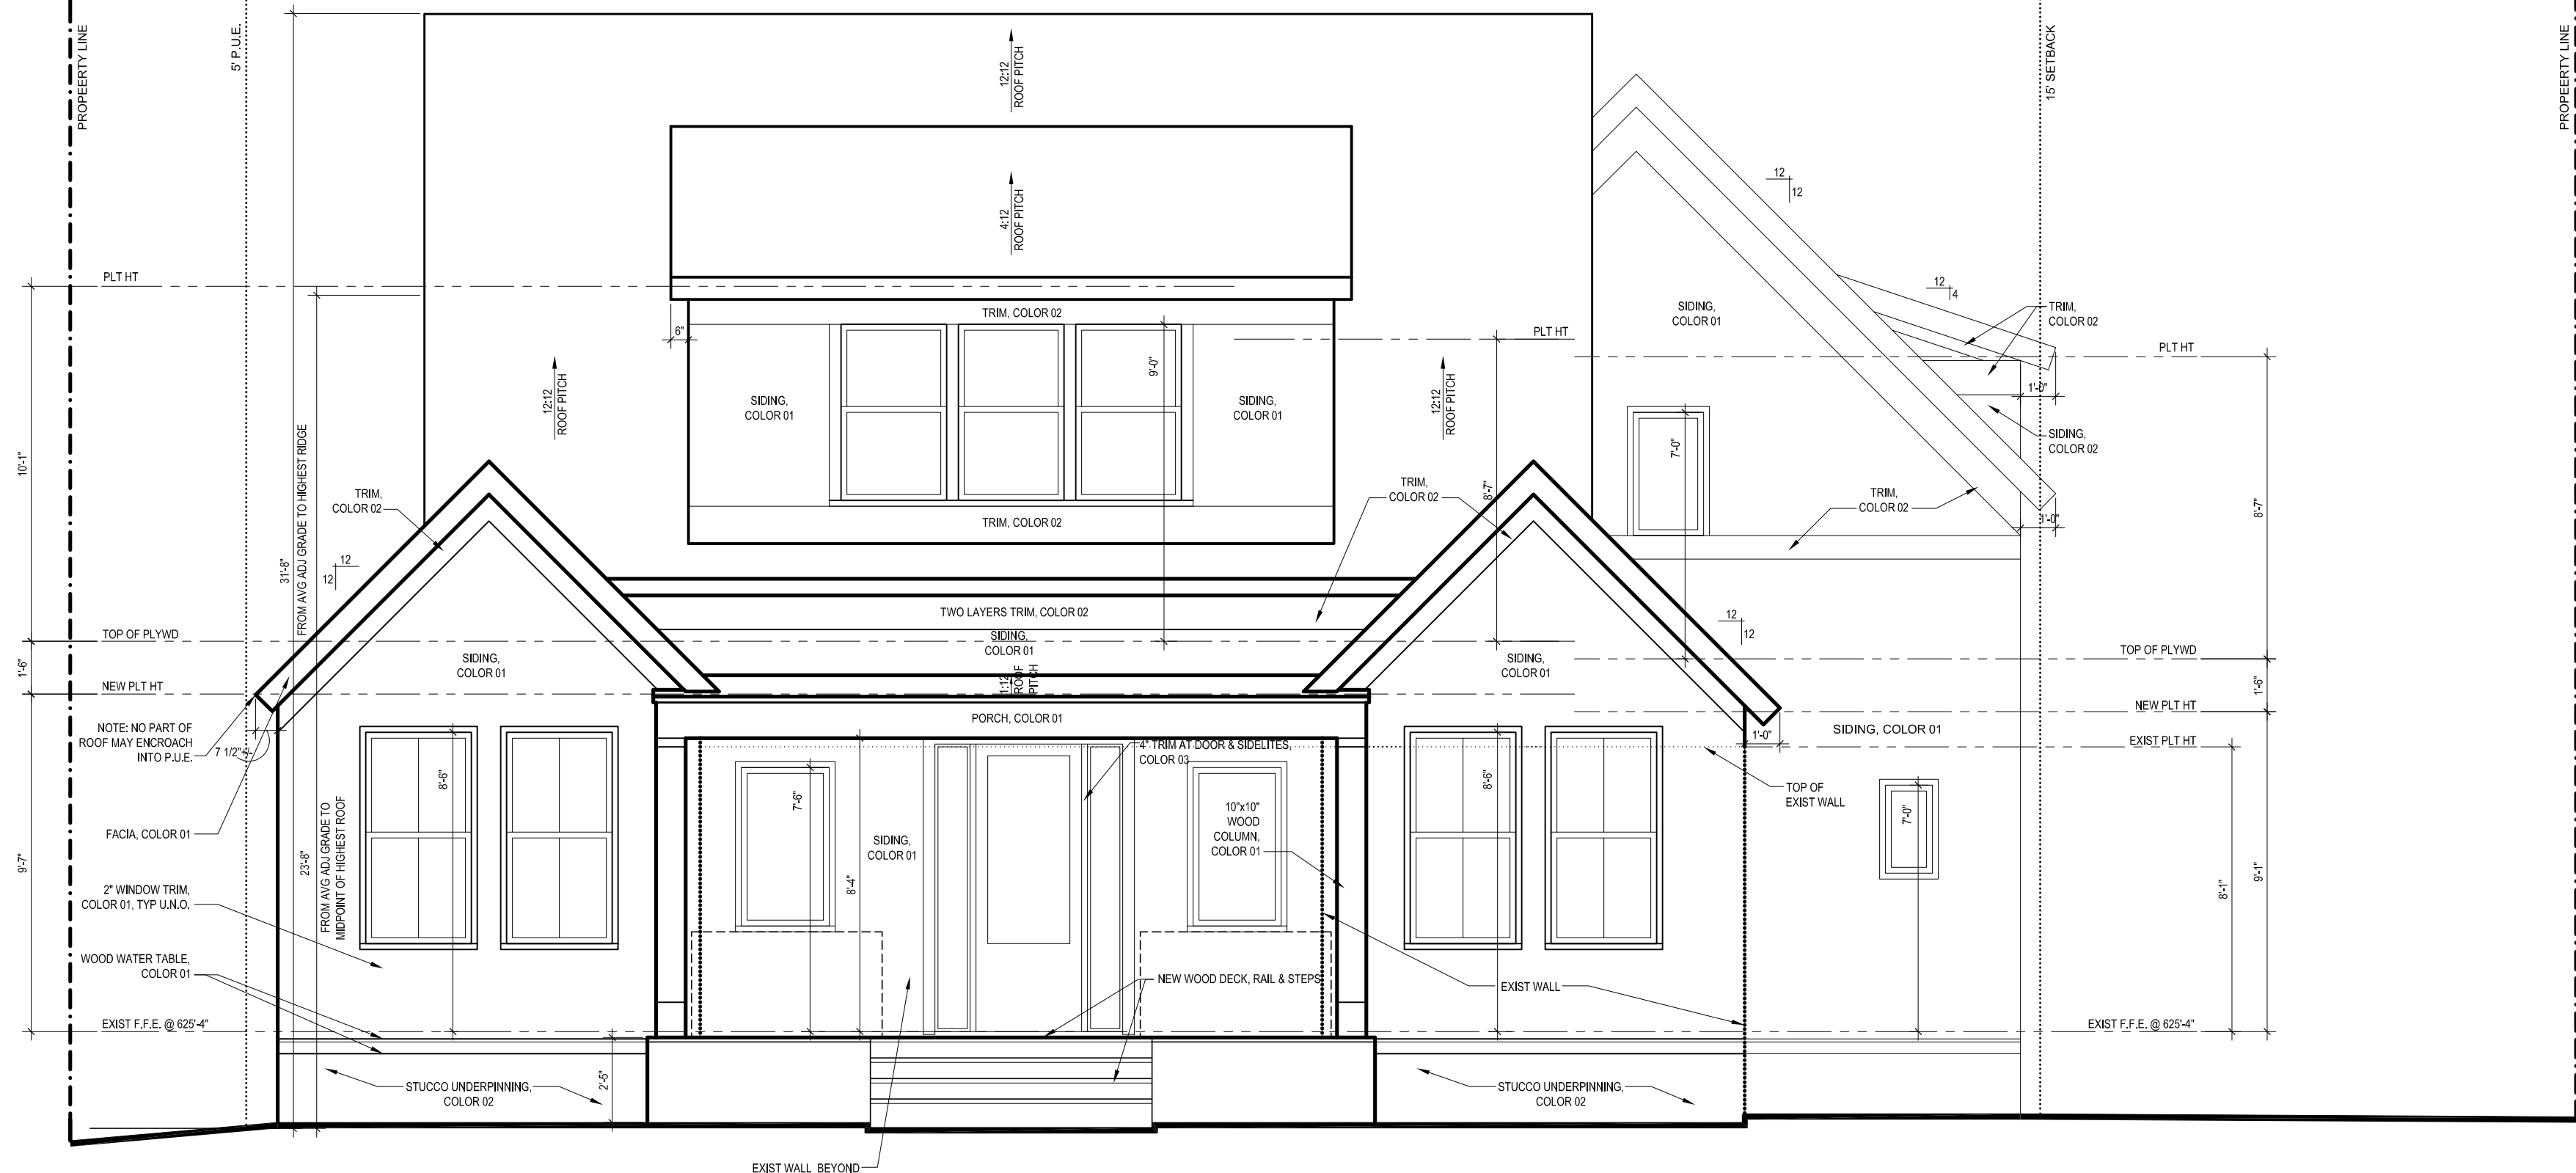 PROPERTY LINE
5' P.U.E.
12:12
ROOF PITCH
15' SETBACK
PROPERTY LINE
4:12
ROOF PITCH
12
12
PLT HT
12
4
TRIM,
COLOR 02
SIDING,
COLOR 01
TRIM, COLOR 02
6"
PLT HT
PLT HT
9'-0"
12:12
ROOF PITCH
12:12
ROOF PITCH
1'-0"
SIDING,
COLOR 01
SIDING,
COLOR 01
7'-0"
SIDING,
COLOR 02
10'-1"
TRIM,
COLOR 02
TRIM,
COLOR 02
8'-7"
TRIM,
COLOR 02
8'-7"
1'-0"
TRIM, COLOR 02
31'-8"
FROM AVG ADJ GRADE TO HIGHEST RIDGE
12
12
TWO LAYERS TRIM, COLOR 02
12
12
TOP OF PLYWD
SIDING,
COLOR 01
TOP OF PLYWD
1'-6"
SIDING,
COLOR 01
SIDING,
COLOR 01
1:12
ROOF
PITCH
NEW PLT HT
1'-6"
NEW PLT HT
NOTE: NO PART OF
ROOF MAY ENCROACH
INTO P.U.E.
7 1/2" +/-
PORCH, COLOR 01
1'-0"
SIDING, COLOR 01
EXIST PLT HT
4" TRIM AT DOOR & SIDELITES,
COLOR 03
8'-6"
7'-6"
8'-6"
TOP OF
EXIST WALL
10"x10"
WOOD
COLUMN,
COLOR 01
7'-0"
FACIA, COLOR 01
SIDING,
COLOR 01
9'-7"
23'-8"
FROM AVG ADJ GRADE TO
MIDPOINT OF HIGHEST ROOF
8'-4"
8'-1"
9'-1"
2" WINDOW TRIM,
COLOR 01, TYP U.N.O.
WOOD WATER TABLE,
COLOR 01
NEW WOOD DECK, RAIL & STEPS
EXIST WALL
EXIST F.F.E. @ 625'-4"
EXIST F.F.E. @ 625'-4"
2'-5"
STUCCO UNDERPINNING,
COLOR 02
STUCCO UNDERPINNING,
COLOR 02
EXIST WALL BEYOND